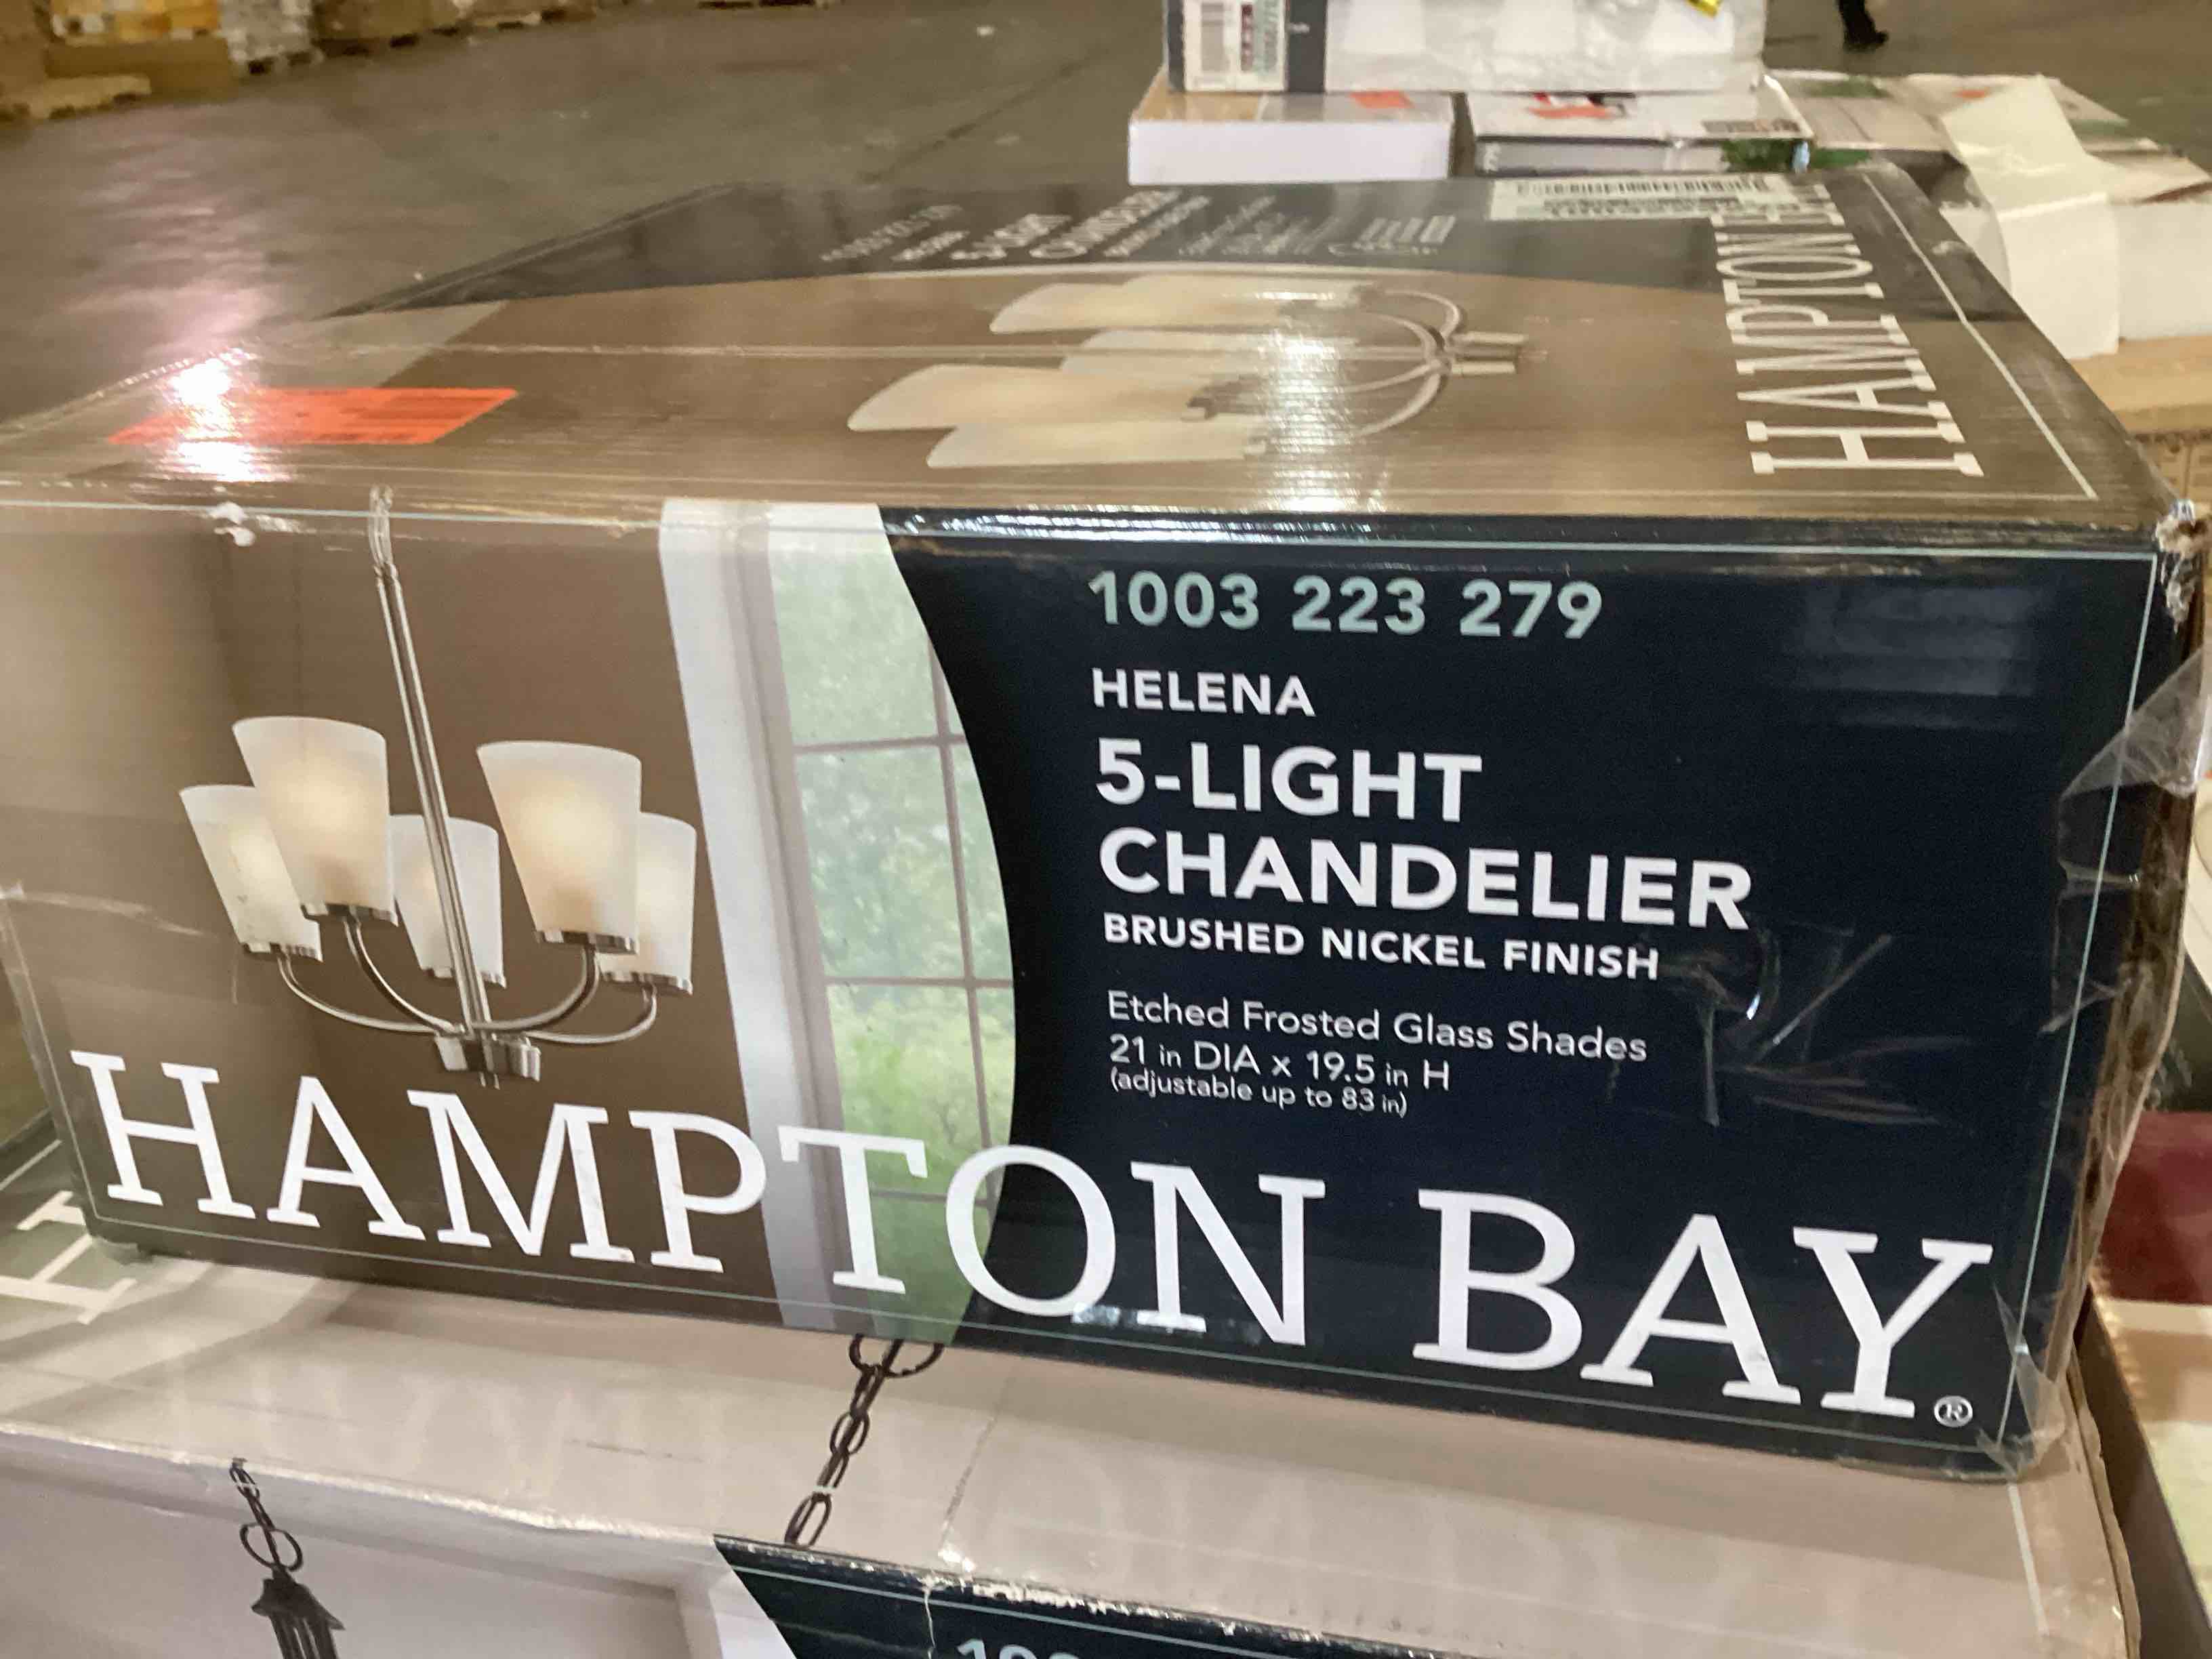 HAMPTON
1003 223 279
HELENA
5-LIGHT
CHANDELIER
BRUSHED NICKEL FINISH
Etched Frosted Glass Shades
21 in DIA x 19.5 in H
(adjustable up to 83 in)
HAMPTON BAY®
H